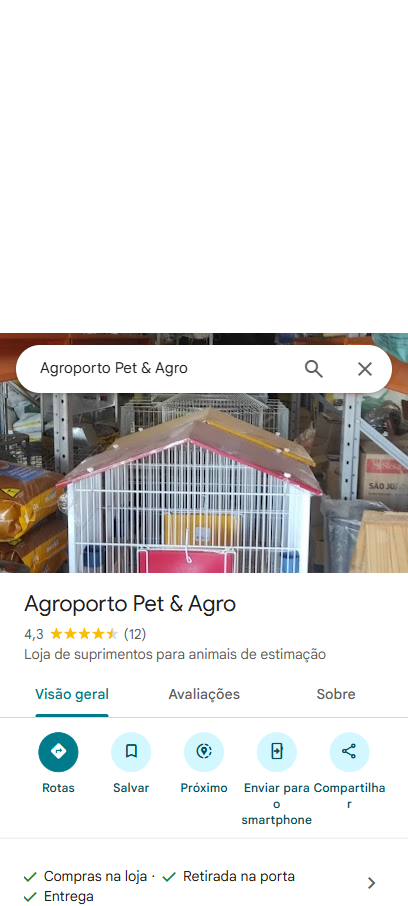 Agroporto Pet & Agro
SÃO JO
Agroporto Pet & Agro
4,3 (12)
Loja de suprimentos para animais de estimação
Visão geral Avaliações Sobre
Rotas Salvar Próximo Enviar para o smartphone Compartilhar
Compras na loja · Retirada na porta
Entrega